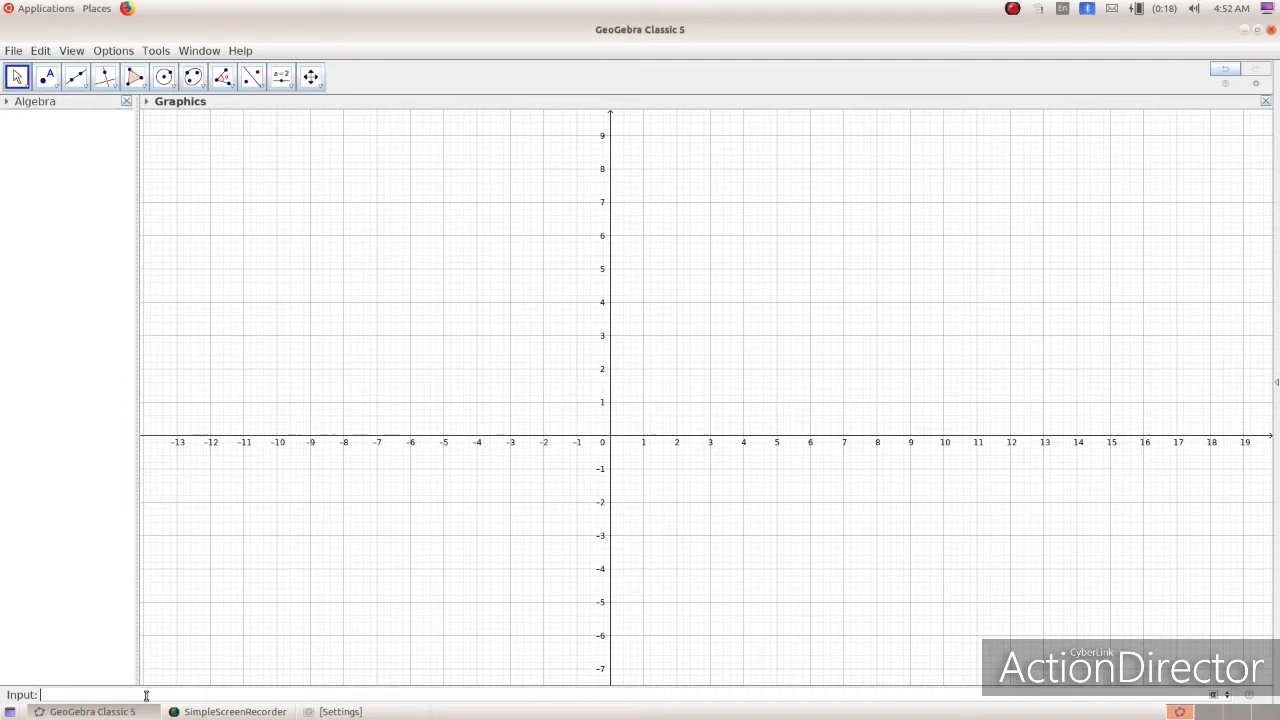 Applications Places En (0:18) 4:52 AM
GeoGebra Classic 5
File Edit View Options Tools Window Help
A a=2
Algebra Graphics
9
8
7
6
5
4
3
2
1
-13 -12 -11 -10 -9 -8 -7 -6 -5 -4 -3 -2 -1 0 1 2 3 4 5 6 7 8 9 10 11 12 13 14 15 16 17 18 19
-1
-2
-3
-4
-5
-6
-7
CyberLink
ActionDirector
Input: α
GeoGebra Classic 5 SimpleScreenRecorder [Settings]